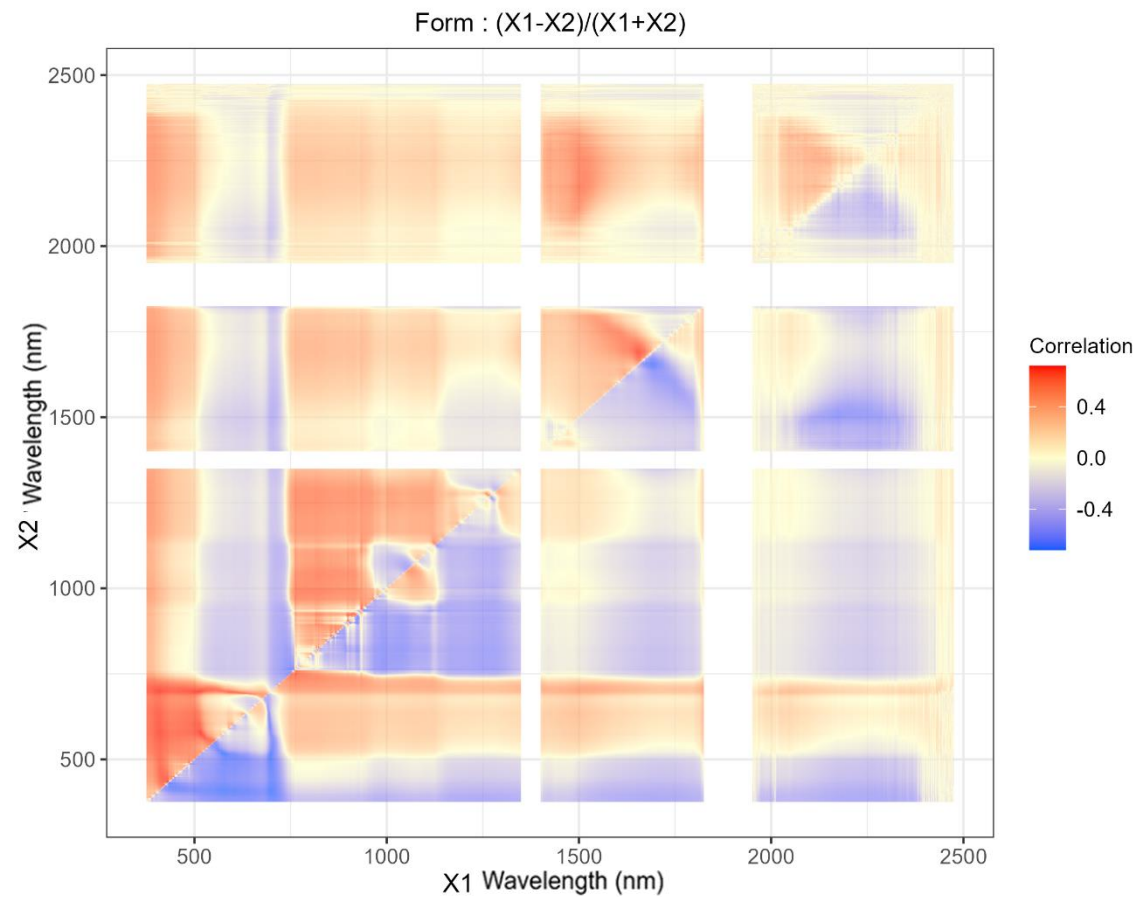 Form : (X1-X2)/(X1+X2)
2500
2000
1500
1000
500
X2 Wavelength (nm)
500 1000 1500 2000 2500
X1 Wavelength (nm)
Correlation
0.4
0.0
-0.4